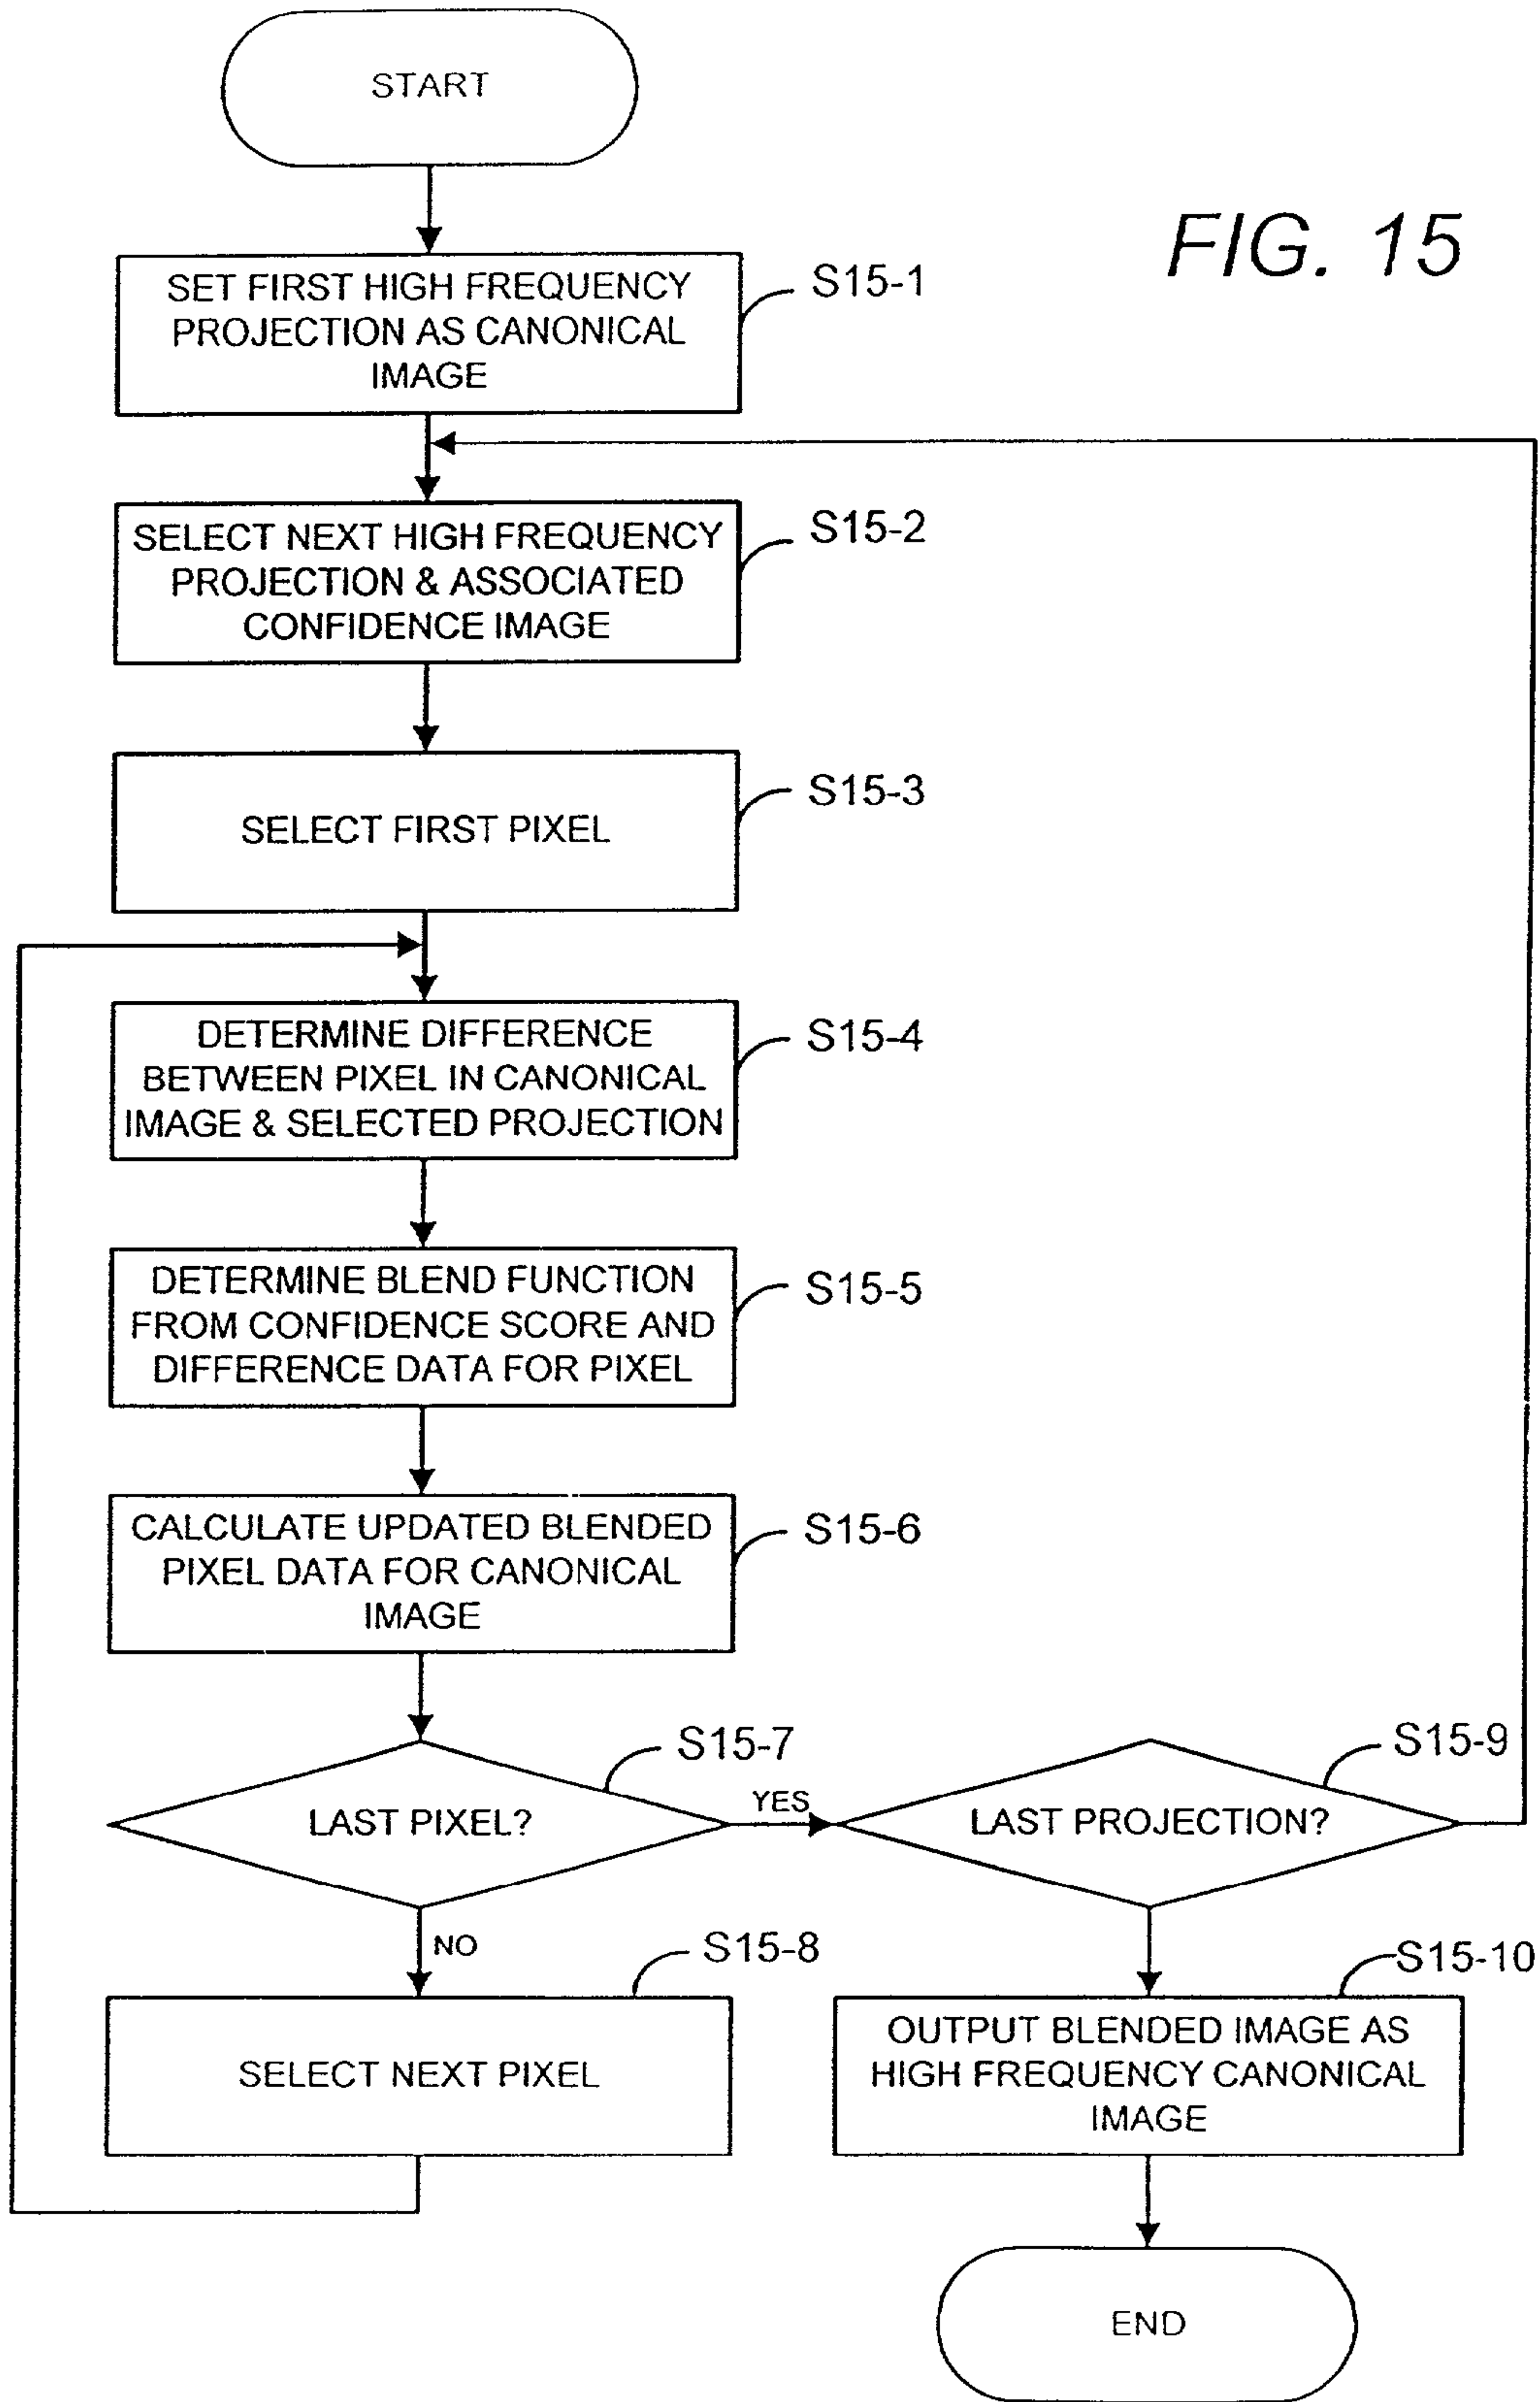 START
FIG. 15
SET FIRST HIGH FREQUENCY
PROJECTION AS CANONICAL
IMAGE
S15-1
SELECT NEXT HIGH FREQUENCY
PROJECTION & ASSOCIATED
CONFIDENCE IMAGE
S15-2
SELECT FIRST PIXEL
S15-3
DETERMINE DIFFERENCE
BETWEEN PIXEL IN CANONICAL
IMAGE & SELECTED PROJECTION
S15-4
DETERMINE BLEND FUNCTION
FROM CONFIDENCE SCORE AND
DIFFERENCE DATA FOR PIXEL
S15-5
CALCULATE UPDATED BLENDED
PIXEL DATA FOR CANONICAL
IMAGE
S15-6
LAST PIXEL?
S15-7
YES
LAST PROJECTION?
S15-9
NO
SELECT NEXT PIXEL
S15-8
OUTPUT BLENDED IMAGE AS
HIGH FREQUENCY CANONICAL
IMAGE
S15-10
END